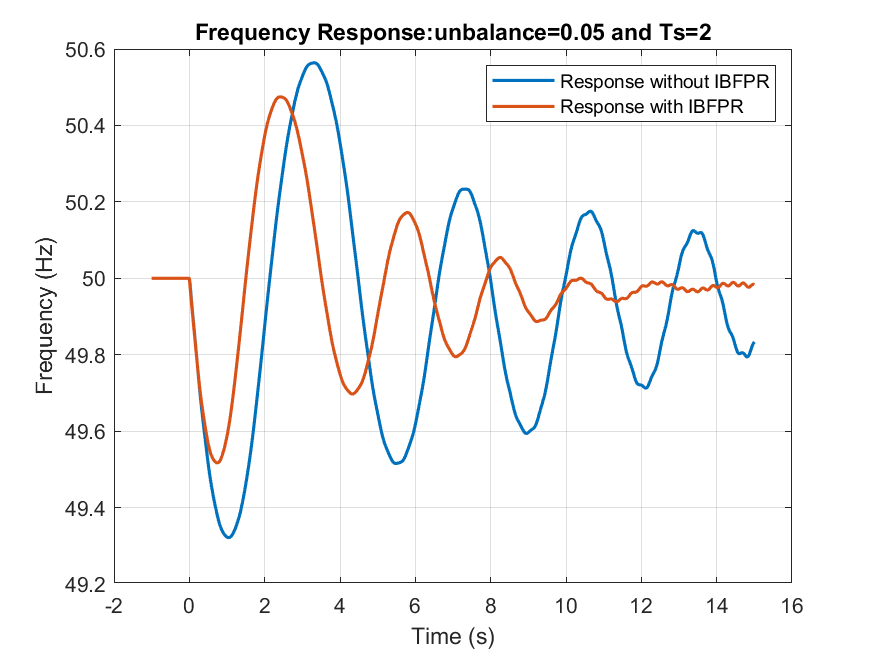 Frequency Response:unbalance=0.05 and Ts=2
50.6
50.4
50.2
50
49.8
49.6
49.4
49.2
Frequency (Hz)
Response without IBFPR
Response with IBFPR
-2 0 2 4 6 8 10 12 14 16
Time (s)